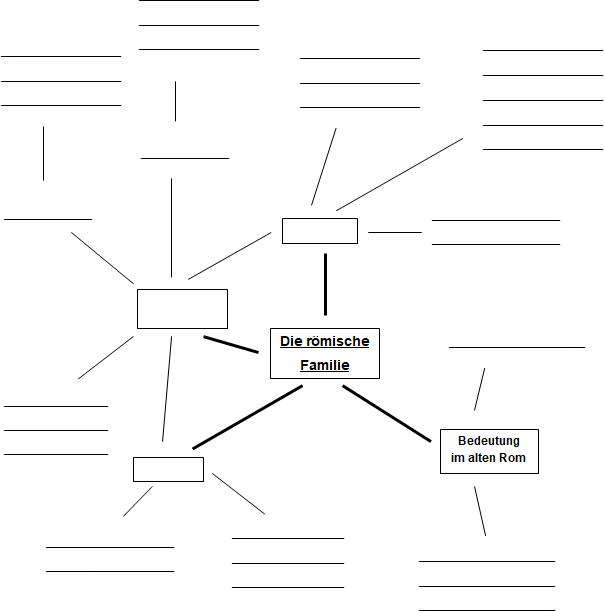 Die römische
Familie
Bedeutung
im alten Rom